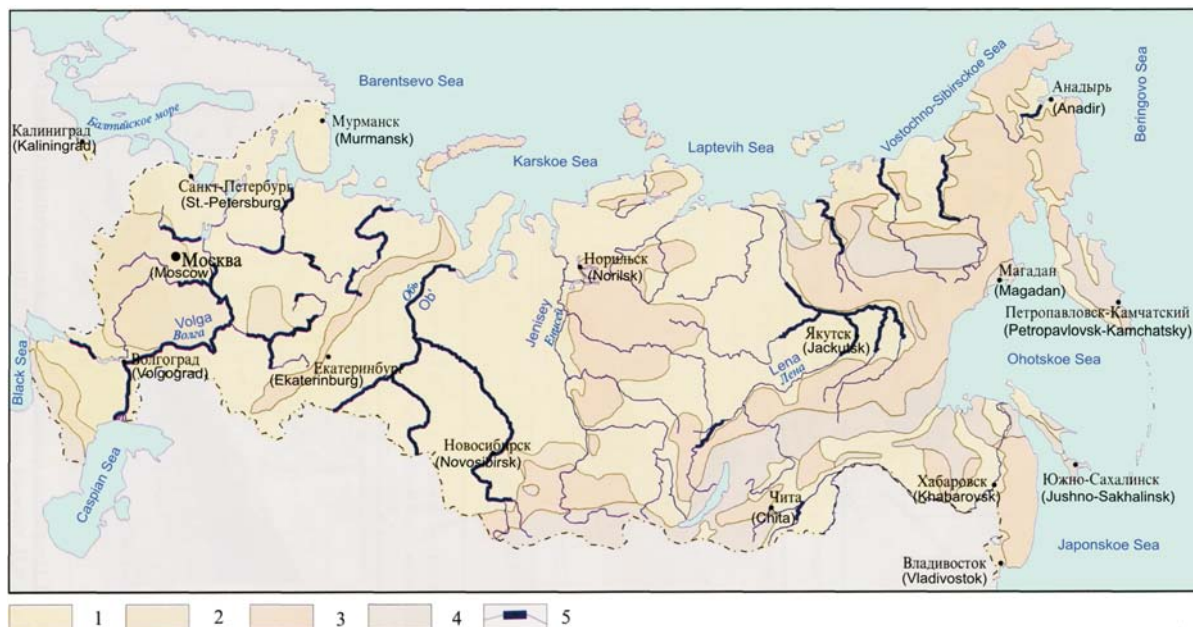 Barentsevo Sea
Karskoe Sea
Laptevih Sea
Vostochno-Sibirsckoe Sea
Beringovo Sea
Анадырь
(Anadir)
Балтайское море
Калиниград
(Kaliningrad)
Мурманск
(Murmansk)
Санкт-Петербург
(St.-Petersburg)
Москва
(Moscow)
Норильск
(Norilsk)
Магадан
(Magadan)
Петропавловск-Камчатский
(Petropavlovsk-Kamchatsky)
Обь
Ob'
Jenisey
Енисей
Volga
Волга
Якутск
(Jackutsk)
Lena
Лена
Ohotskoe Sea
Black Sea
Волгоград
(Volgograd)
Екатеринбург
(Ekaterinburg)
Новосибирск
(Novosibirsk)
Caspian Sea
Чита
(Chita)
Хабаровск
(Khabarovsk)
Южно-Сахалинск
(Jushno-Sakhalinsk)
Japonskoe Sea
Владивосток
(Vladivostok)
1 2 3 4 5